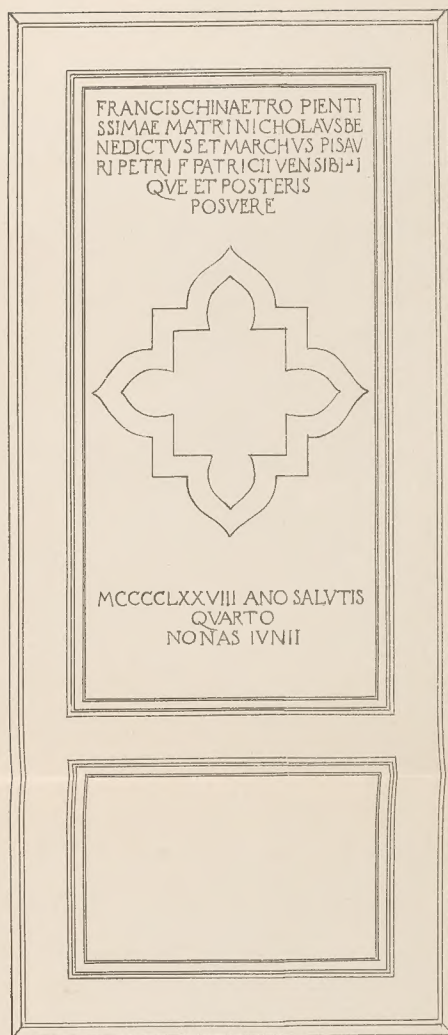 FRANCISCHINAETRO PIENTI
SSIMAE MATRI NICHOLAVSBE
NEDICTVS ET MARCHVS PISAV
RI PETRI F PATRICII VEN SIBI
QVE ET POSTERIS
POSVERE
MCCCCLXXVIII ANO SALVTIS
QVARTO
NONAS IVNII